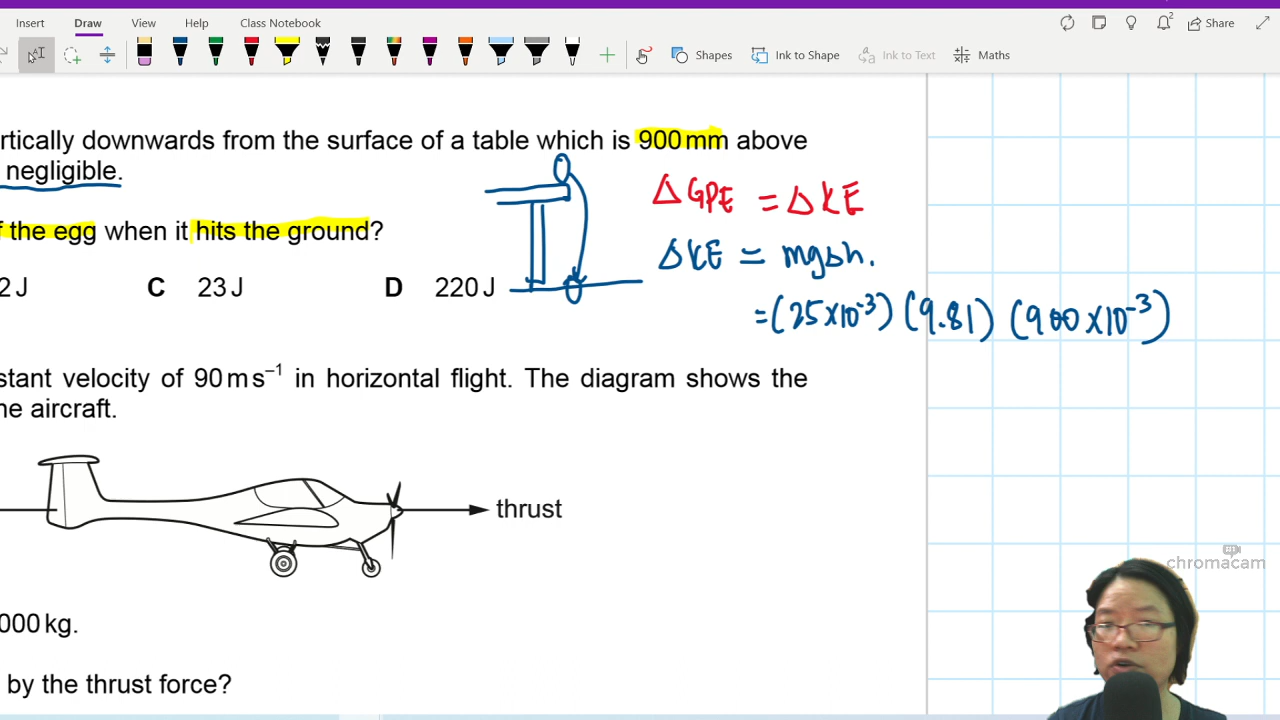 Insert Draw View Help Class Notebook
2 Share
Shapes Ink to Shape Ink to Text Maths
rtically downwards from the surface of a table which is 900 mm above
negligible.
ΔGPE = ΔKE
f the egg when it hits the ground?
ΔKE = mgΔh.
2 J C 23 J D 220 J
= (25×10⁻³) (9.81) (900×10⁻³)
stant velocity of 90 m s⁻¹ in horizontal flight. The diagram shows the
ne aircraft.
thrust
chromacam
000 kg.
by the thrust force?